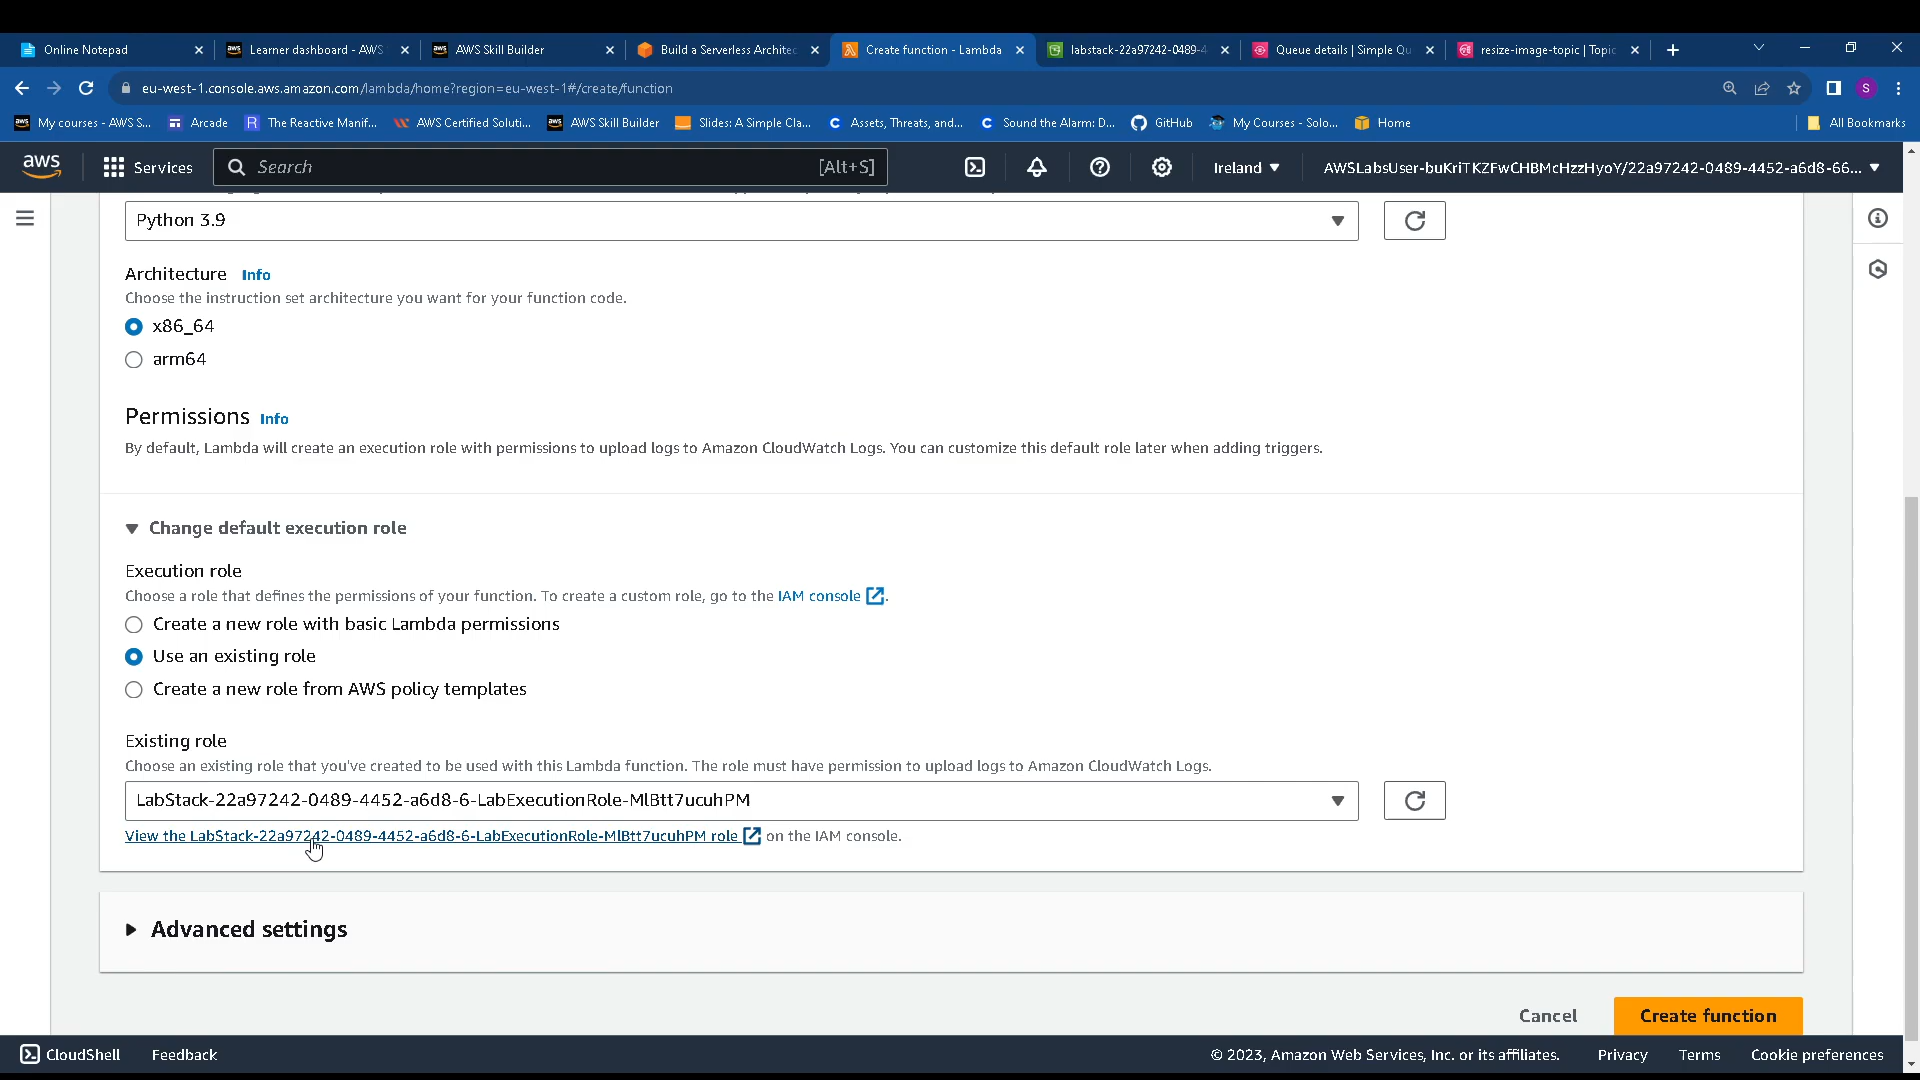 Online Notepad
Learner dashboard - AWS
AWS Skill Builder
Build a Serverless Architec
Create function - Lambda
labstack-22a97242-0489-4
Queue details | Simple Qu
resize-image-topic | Topic
eu-west-1.console.aws.amazon.com/lambda/home?region=eu-west-1#/create/function
S
My courses - AWS S...
Arcade
The Reactive Manif...
AWS Certified Soluti...
AWS Skill Builder
Slides: A Simple Cla...
Assets, Threats, and...
Sound the Alarm: D...
GitHub
My Courses - Solo...
Home
All Bookmarks
aws
Services
Search
[Alt+S]
Ireland
AWSLabsUser-buKriTKZFwCHBMcHzzHyoY/22a97242-0489-4452-a6d8-66...
Python 3.9
Architecture Info
Choose the instruction set architecture you want for your function code.
x86_64
arm64
Permissions Info
By default, Lambda will create an execution role with permissions to upload logs to Amazon CloudWatch Logs. You can customize this default role later when adding triggers.
Change default execution role
Execution role
Choose a role that defines the permissions of your function. To create a custom role, go to the IAM console.
Create a new role with basic Lambda permissions
Use an existing role
Create a new role from AWS policy templates
Existing role
Choose an existing role that you've created to be used with this Lambda function. The role must have permission to upload logs to Amazon CloudWatch Logs.
LabStack-22a97242-0489-4452-a6d8-6-LabExecutionRole-MlBtt7ucuhPM
View the LabStack-22a97242-0489-4452-a6d8-6-LabExecutionRole-MlBtt7ucuhPM role on the IAM console.
Advanced settings
Cancel
Create function
CloudShell
Feedback
© 2023, Amazon Web Services, Inc. or its affiliates.
Privacy
Terms
Cookie preferences